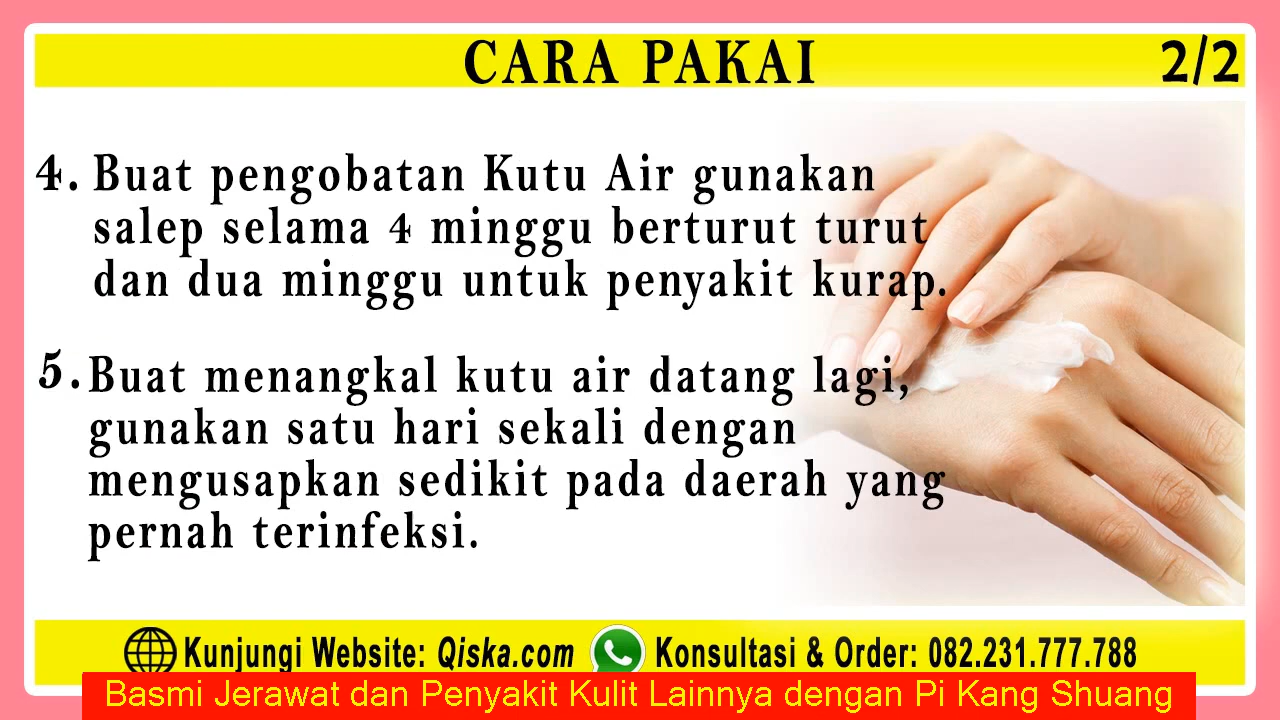 CARA PAKAI 2/2
4. Buat pengobatan Kutu Air gunakan
salep selama 4 minggu berturut turut
dan dua minggu untuk penyakit kurap.
5. Buat menangkal kutu air datang lagi,
gunakan satu hari sekali dengan
mengusapkan sedikit pada daerah yang
pernah terinfeksi.
Kunjungi Website: Qiska.com Konsultasi & Order: 082.231.777.788
Basmi Jerawat dan Penyakit Kulit Lainnya dengan Pi Kang Shuang